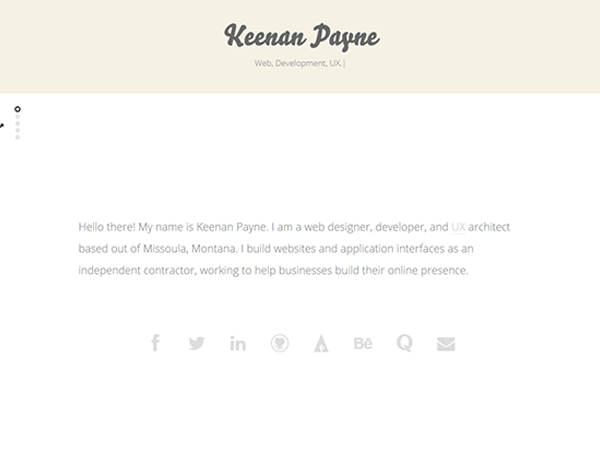 Keenan Payne
Web, Development, UX.|
Hello there! My name is Keenan Payne. I am a web designer, developer, and UX architect
based out of Missoula, Montana. I build websites and application interfaces as an
independent contractor, working to help businesses build their online presence.